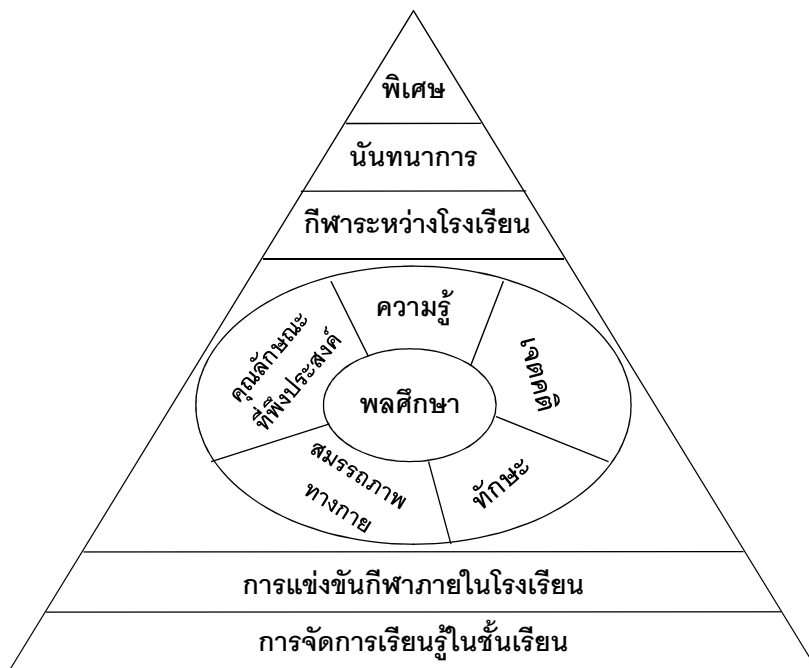 พิเศษ
นันทนาการ
กีฬาระหว่างโรงเรียน
ความรู้
คุณลักษณะ
ที่พึงประสงค์
เจตคติ
พลศึกษา
สมรรถภาพ
ทางกาย
ทักษะ
การแข่งขันกีฬาภายในโรงเรียน
การจัดการเรียนรู้ในชั้นเรียน